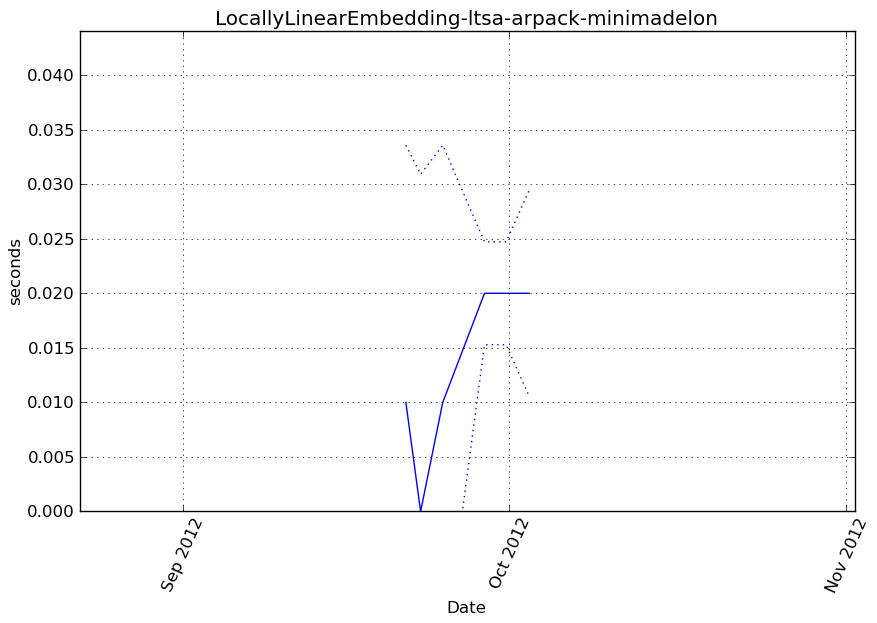 LocallyLinearEmbedding-ltsa-arpack-minimadelon
0.040
0.035
0.030
0.025
0.020
0.015
0.010
0.005
0.000
seconds
Sep 2012
Oct 2012
Nov 2012
Date